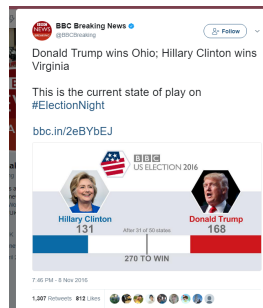 BBC
NEWS
BBC Breaking News
@BBCBreaking
Follow
Donald Trump wins Ohio; Hillary Clinton wins
Virginia
This is the current state of play on
#ElectionNight
bbc.in/2eBYbEJ
BBC
US ELECTION 2016
Hillary Clinton
131
After 31 of 50 states
Donald Trump
168
270 TO WIN
7:46 PM - 8 Nov 2016
1,307 Retweets 812 Likes